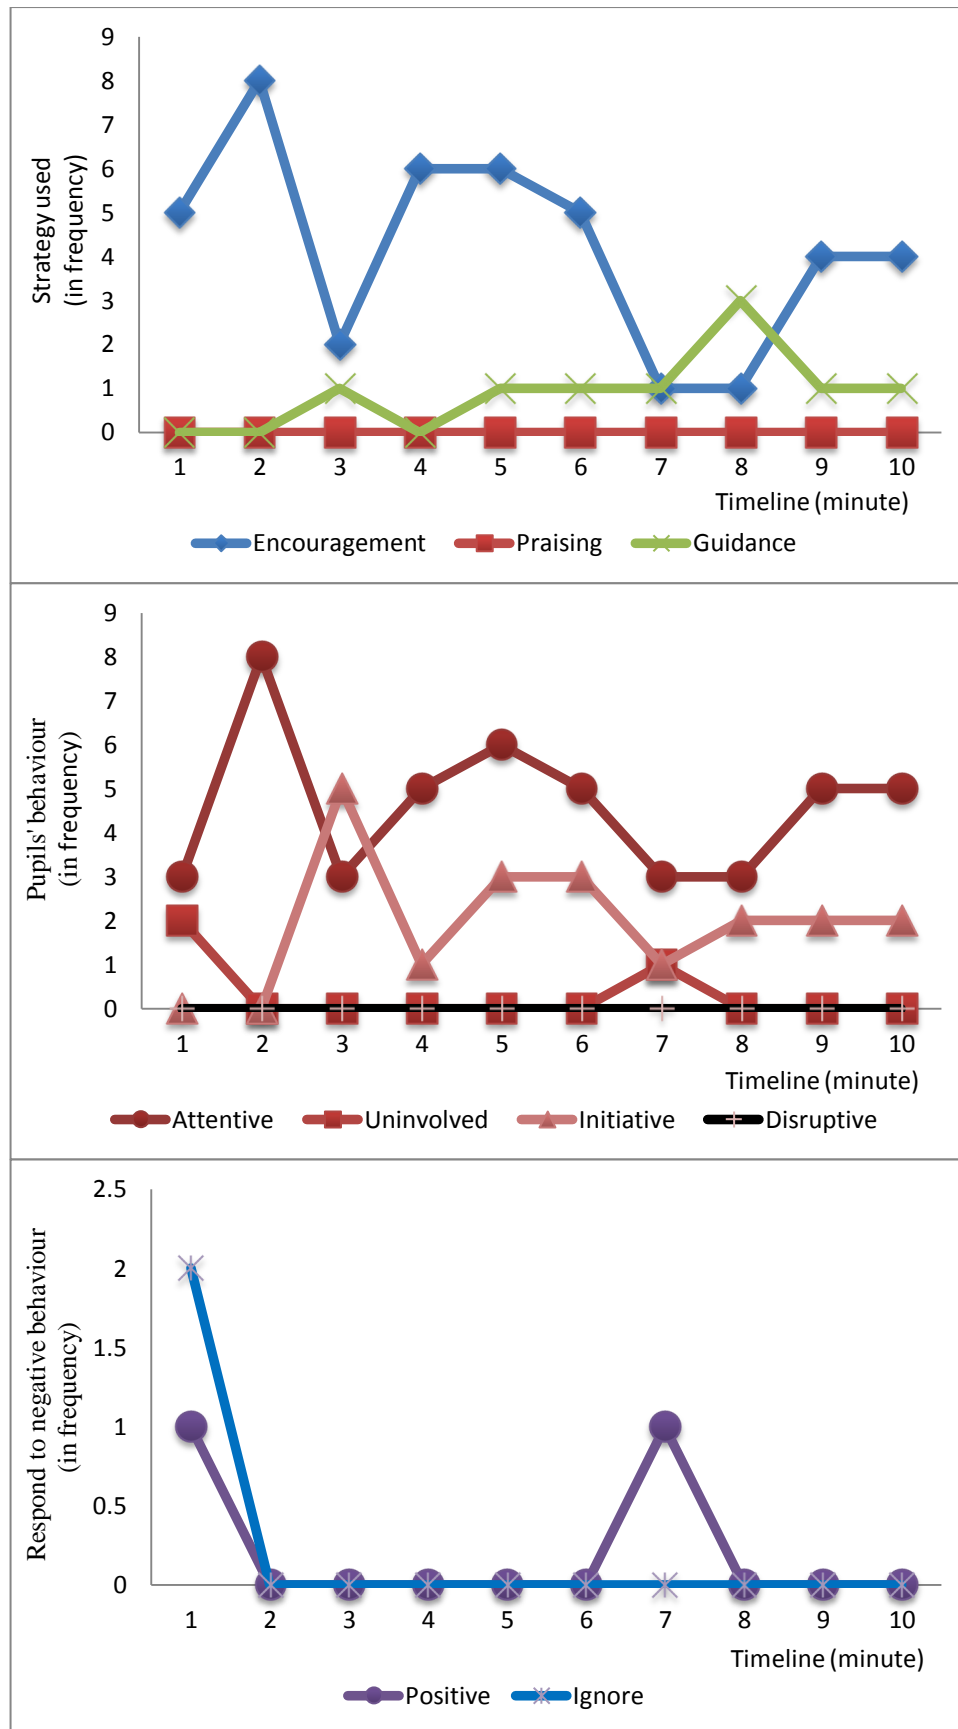 9
8
7
6
5
4
3
2
1
0
Strategy used
(in frequency)
1 2 3 4 5 6 7 8 9 10
Timeline (minute)
Encouragement Praising Guidance
9
8
7
6
5
4
3
2
1
0
Pupils' behaviour
(in frequency)
1 2 3 4 5 6 7 8 9 10
Timeline (minute)
Attentive Uninvolved Initiative Disruptive
2.5
2
1.5
1
0.5
0
Respond to negative behaviour
(in frequency)
1 2 3 4 5 6 7 8 9 10
Timeline (minute)
Positive Ignore